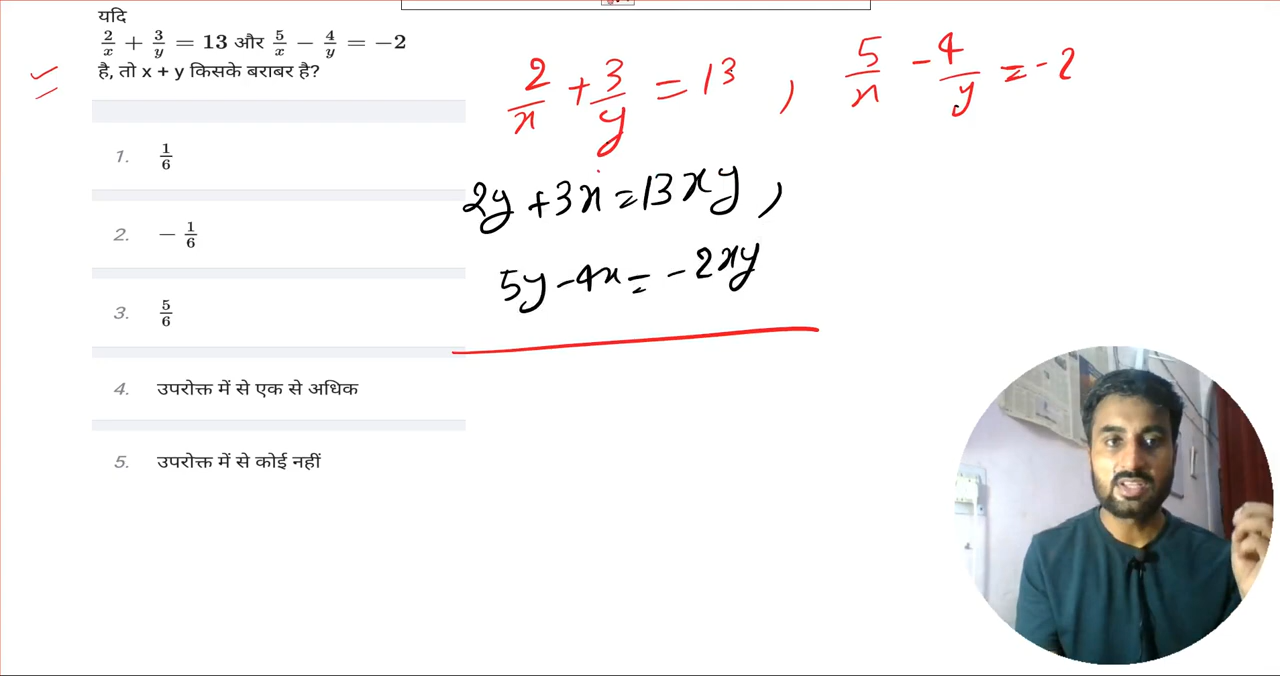 यदि
2/x + 3/y = 13 और 5/x − 4/y = −2
है, तो x + y किसके बराबर है?
1. 1/6
2. − 1/6
3. 5/6
4. उपरोक्त में से एक से अधिक
5. उपरोक्त में से कोई नहीं
2/x + 3/y = 13 , 5/x - 4/y = -2
2y + 3x = 13xy ,
5y - 4x = -2xy